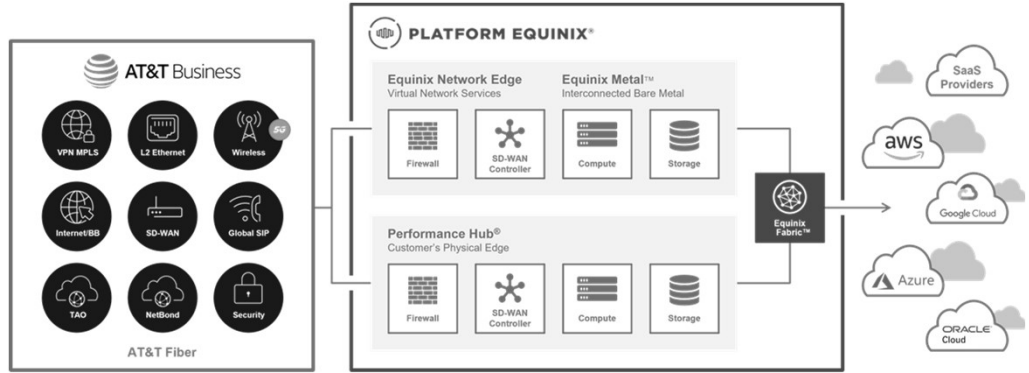 AT&T Business
VPN MPLS
L2 Ethernet
Wireless
5G
Internet/BB
SD-WAN
Global SIP
TAO
NetBond
Security
AT&T Fiber
PLATFORM EQUINIX®
Equinix Network Edge
Virtual Network Services
Equinix Metal™
Interconnected Bare Metal
Firewall
SD-WAN
Controller
Compute
Storage
Performance Hub®
Customer's Physical Edge
Firewall
SD-WAN
Controller
Compute
Storage
Equinix
Fabric™
SaaS
Providers
aws
Google Cloud
Azure
ORACLE
Cloud